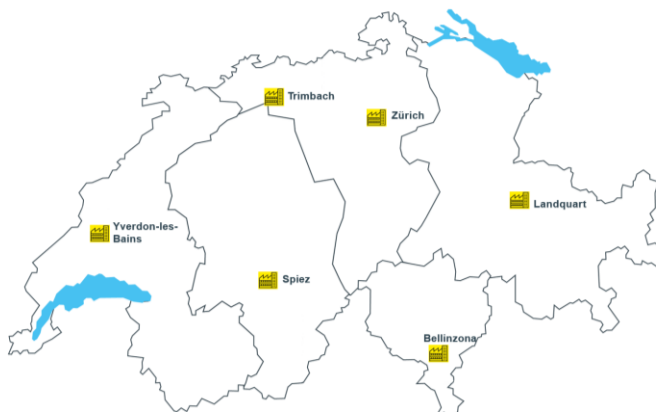 Trimbach
Zürich
Landquart
Yverdon-les-
Bains
Spiez
Bellinzona